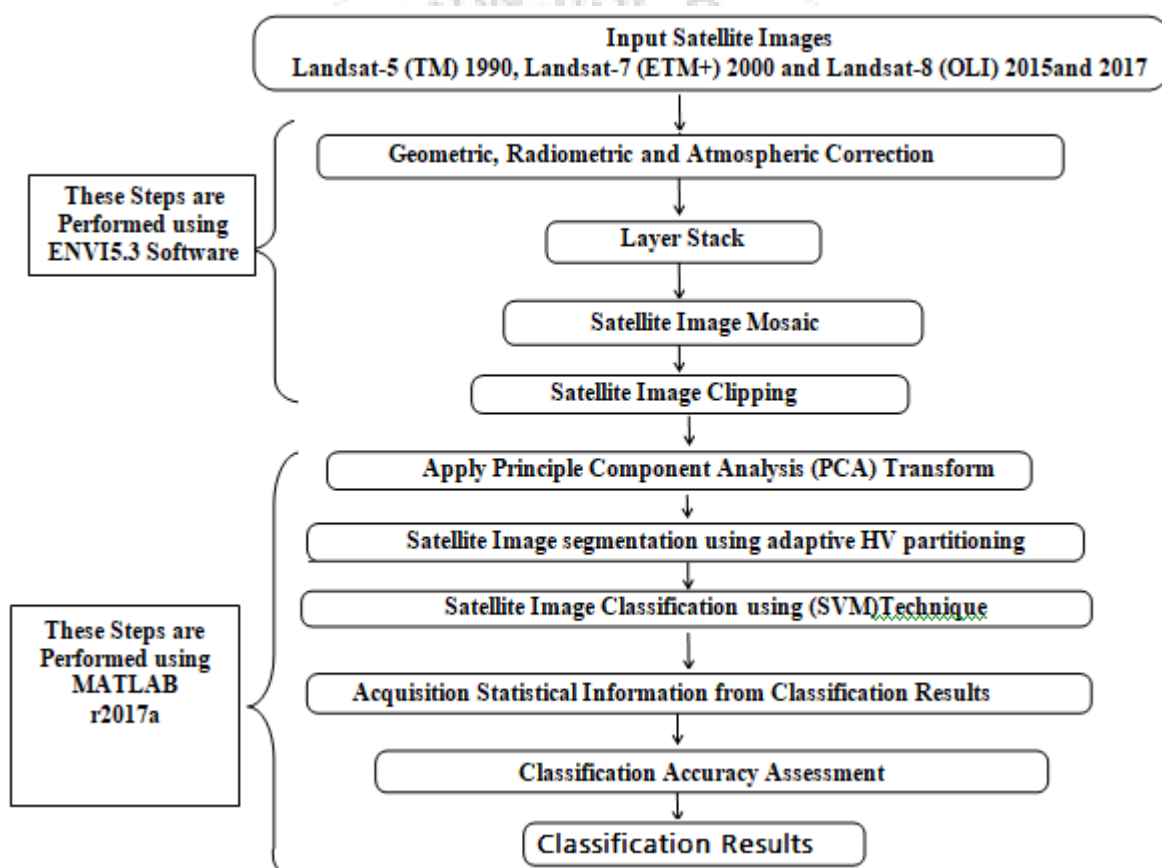 Input Satellite Images
Landsat-5 (TM) 1990, Landsat-7 (ETM+) 2000 and Landsat-8 (OLI) 2015and 2017
Geometric, Radiometric and Atmospheric Correction
These Steps are
Performed using
ENVI5.3 Software
Layer Stack
Satellite Image Mosaic
Satellite Image Clipping
Apply Principle Component Analysis (PCA) Transform
Satellite Image segmentation using adaptive HV partitioning
Satellite Image Classification using (SVM)Technique
These Steps are
Performed using
MATLAB
r2017a
Acquisition Statistical Information from Classification Results
Classification Accuracy Assessment
Classification Results